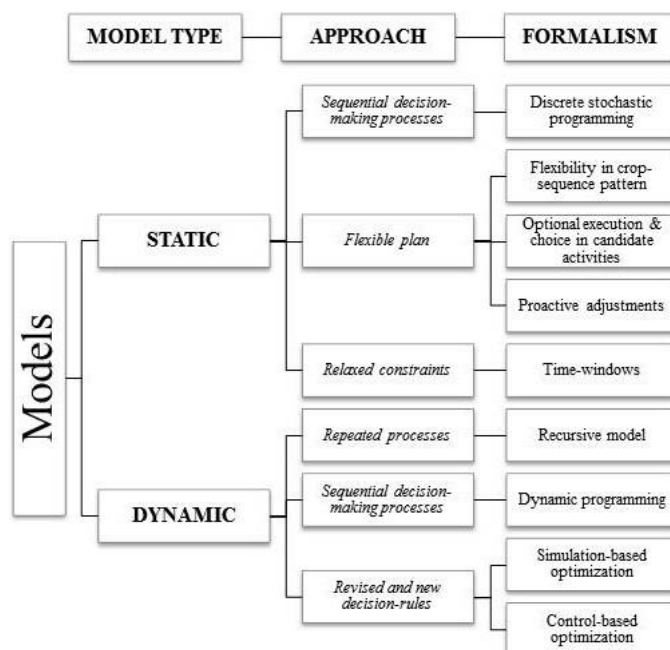 MODEL TYPE
APPROACH
FORMALISM
Models
STATIC
Sequential decision-
making processes
Discrete stochastic
programming
Flexible plan
Flexibility in crop-
sequence pattern
Optional execution &
choice in candidate
activities
Proactive adjustments
Relaxed constraints
Time-windows
DYNAMIC
Repeated processes
Recursive model
Sequential decision-
making processes
Dynamic programming
Revised and new
decision-rules
Simulation-based
optimization
Control-based
optimization